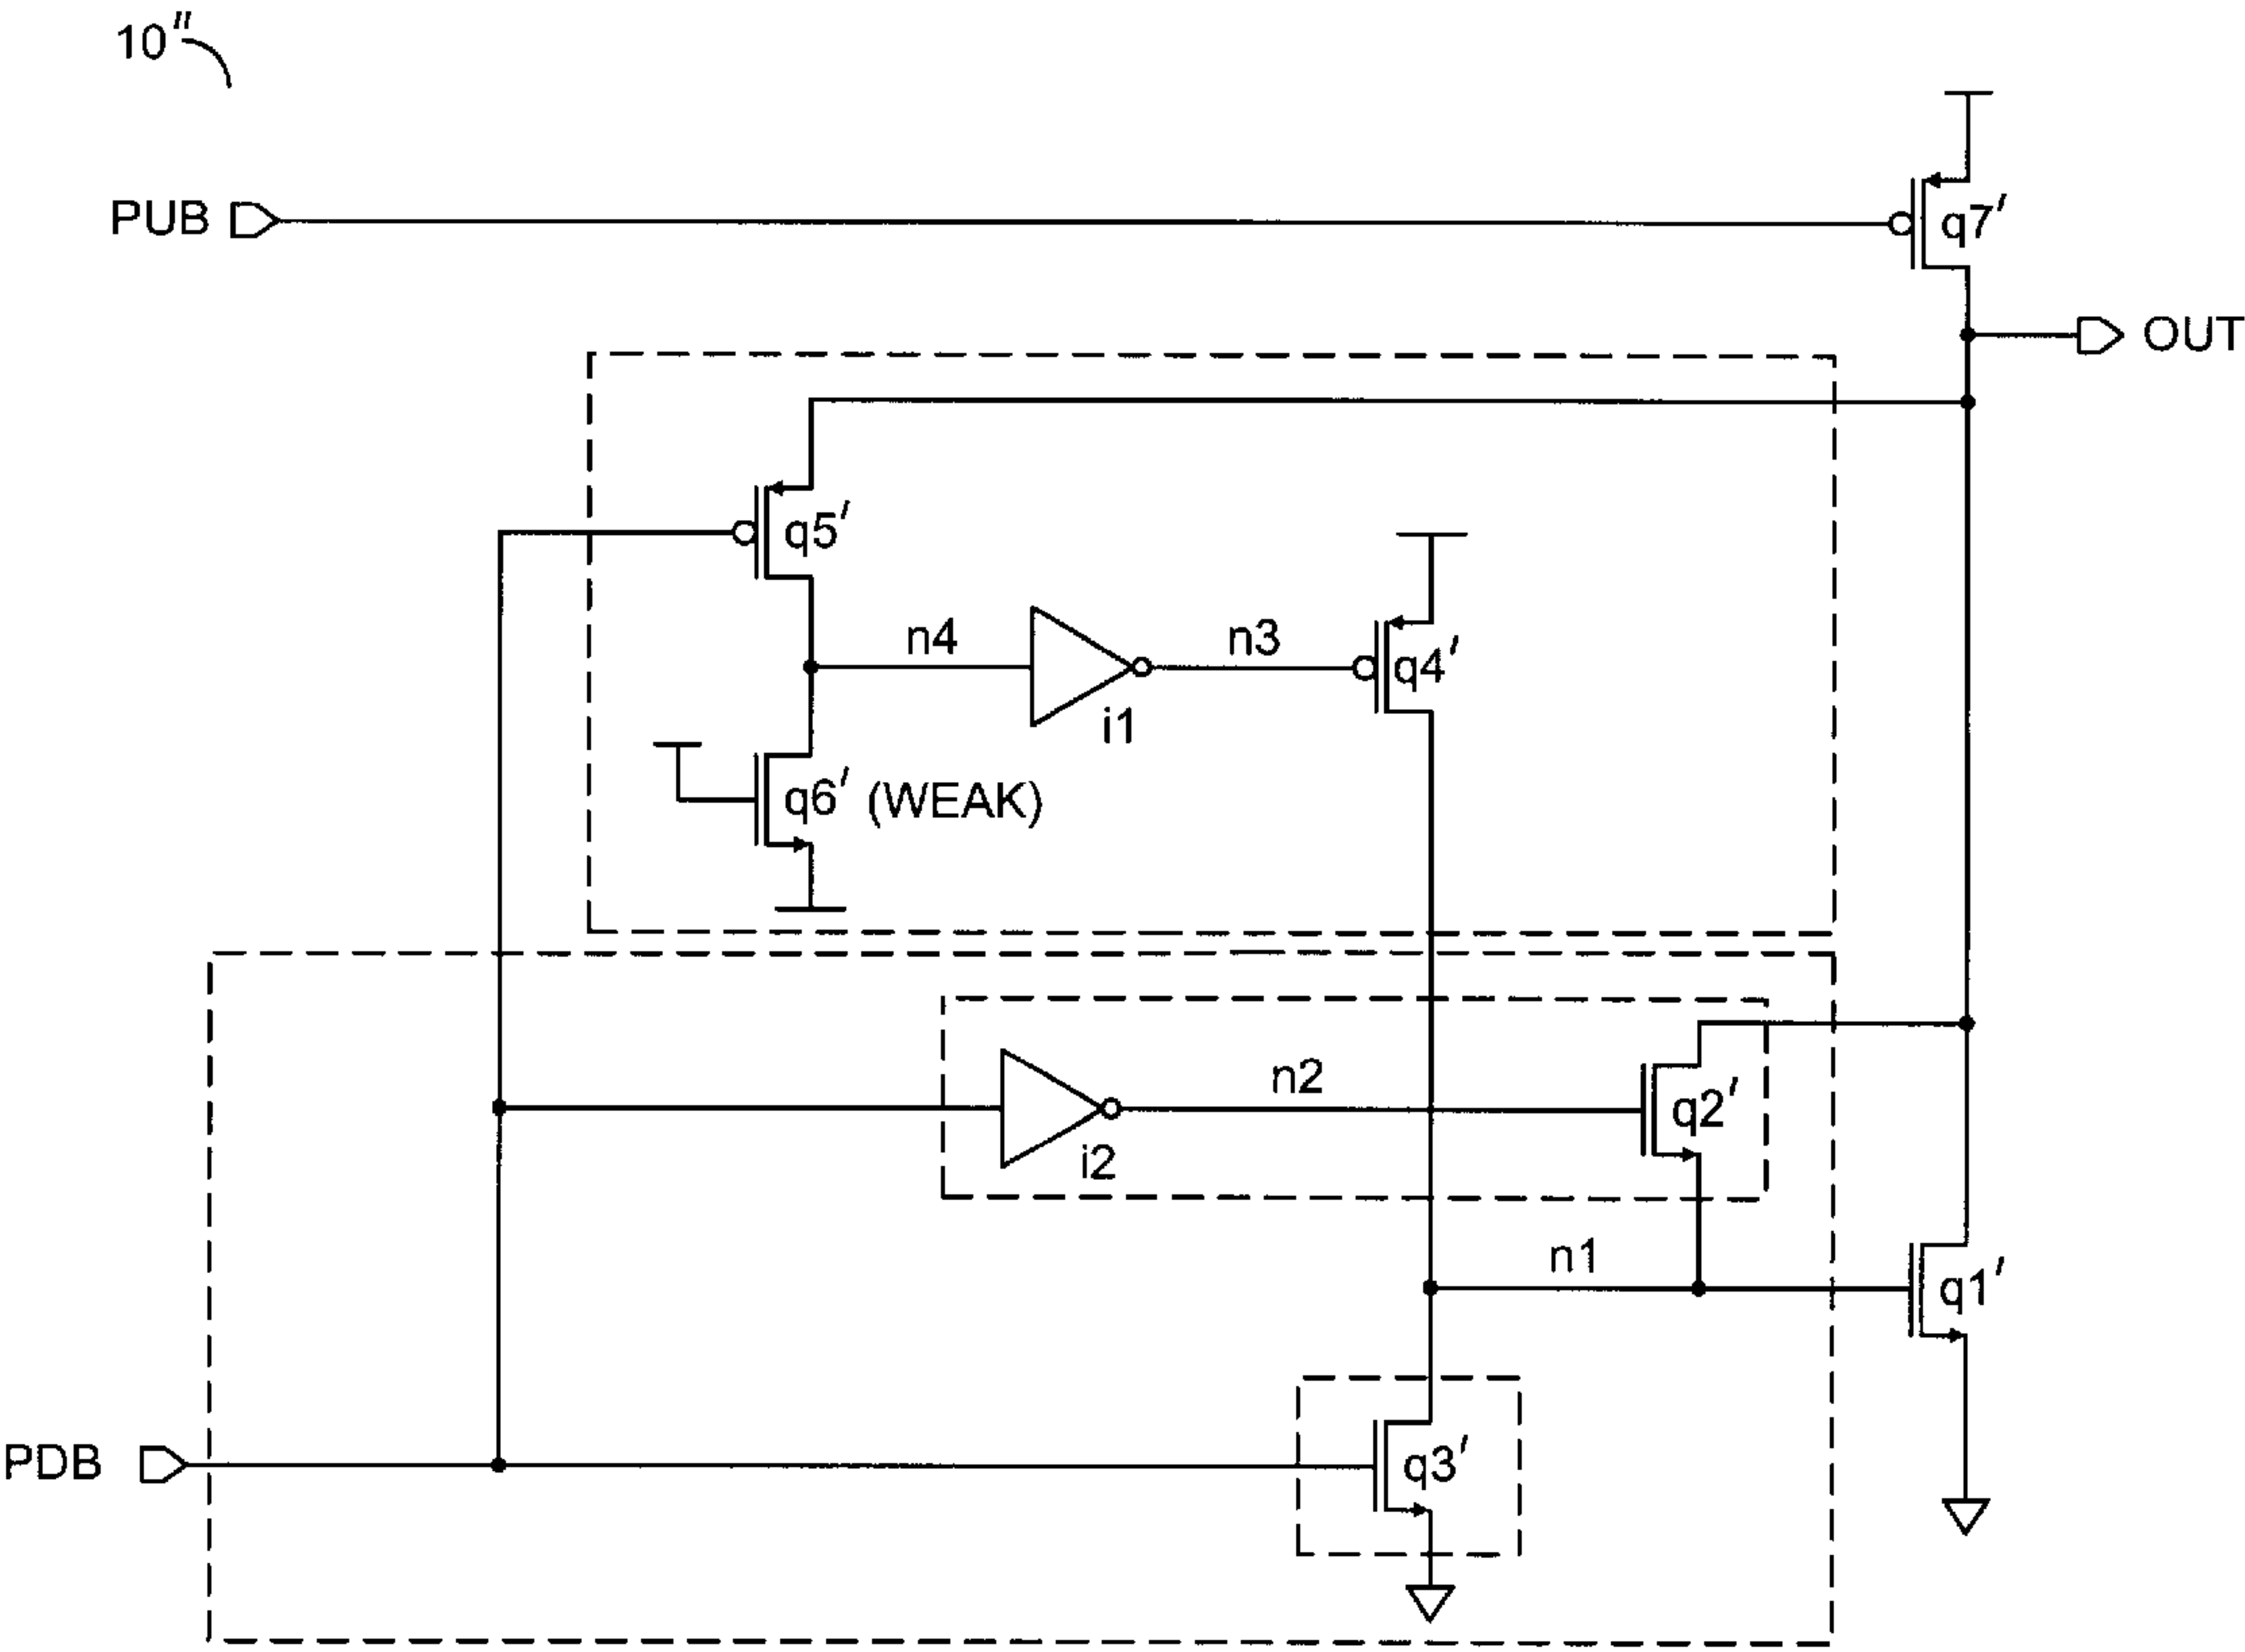 10″
PUB
q7′
OUT
q5′
n4
n3
q4′
i1
q6′ (WEAK)
n2
q2′
i2
n1
q1′
PDB
q3′